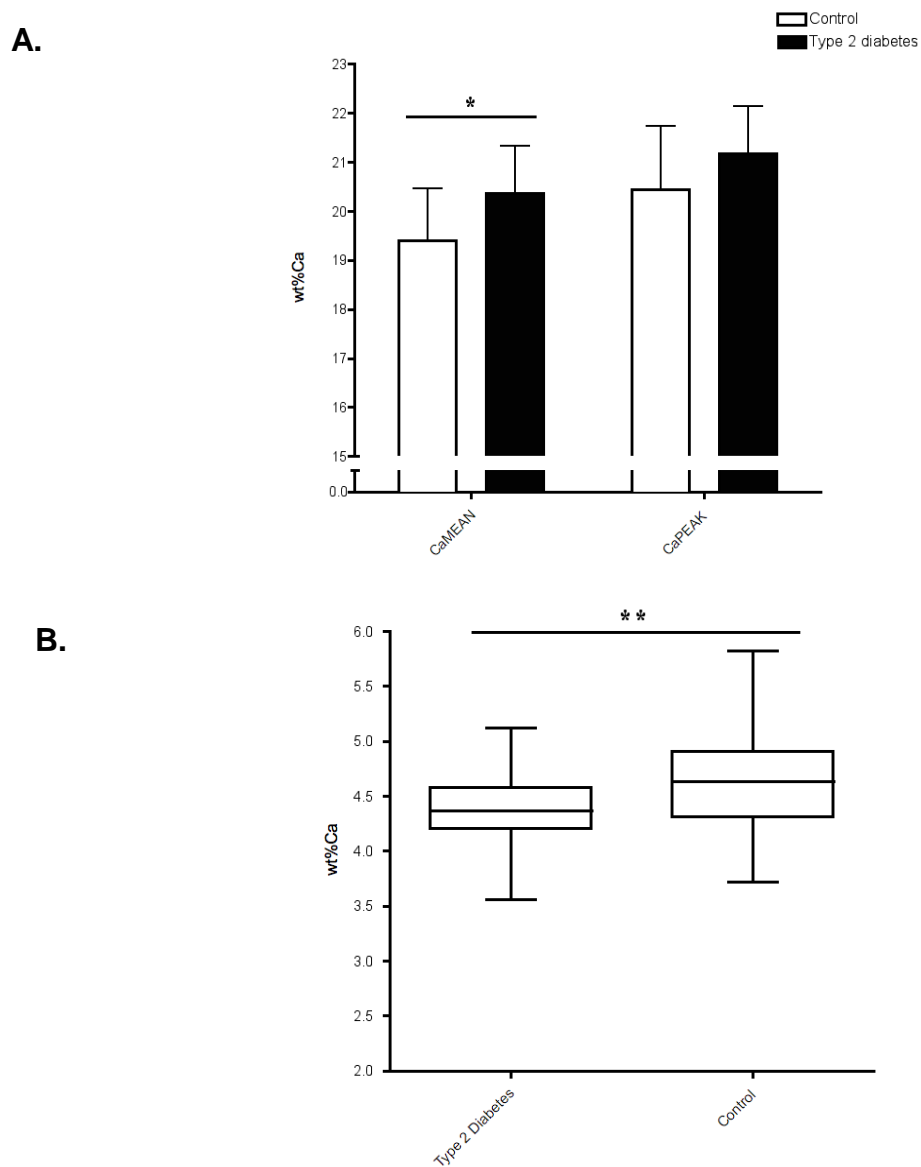 A.
Control
Type 2 diabetes
*
23
22
21
20
19
18
17
16
15
0.0
wt%Ca
CaMEAN
CaPEAK
B.
**
6.0
5.5
5.0
4.5
4.0
3.5
3.0
2.5
2.0
wt%Ca
Type 2 Diabetes
Control